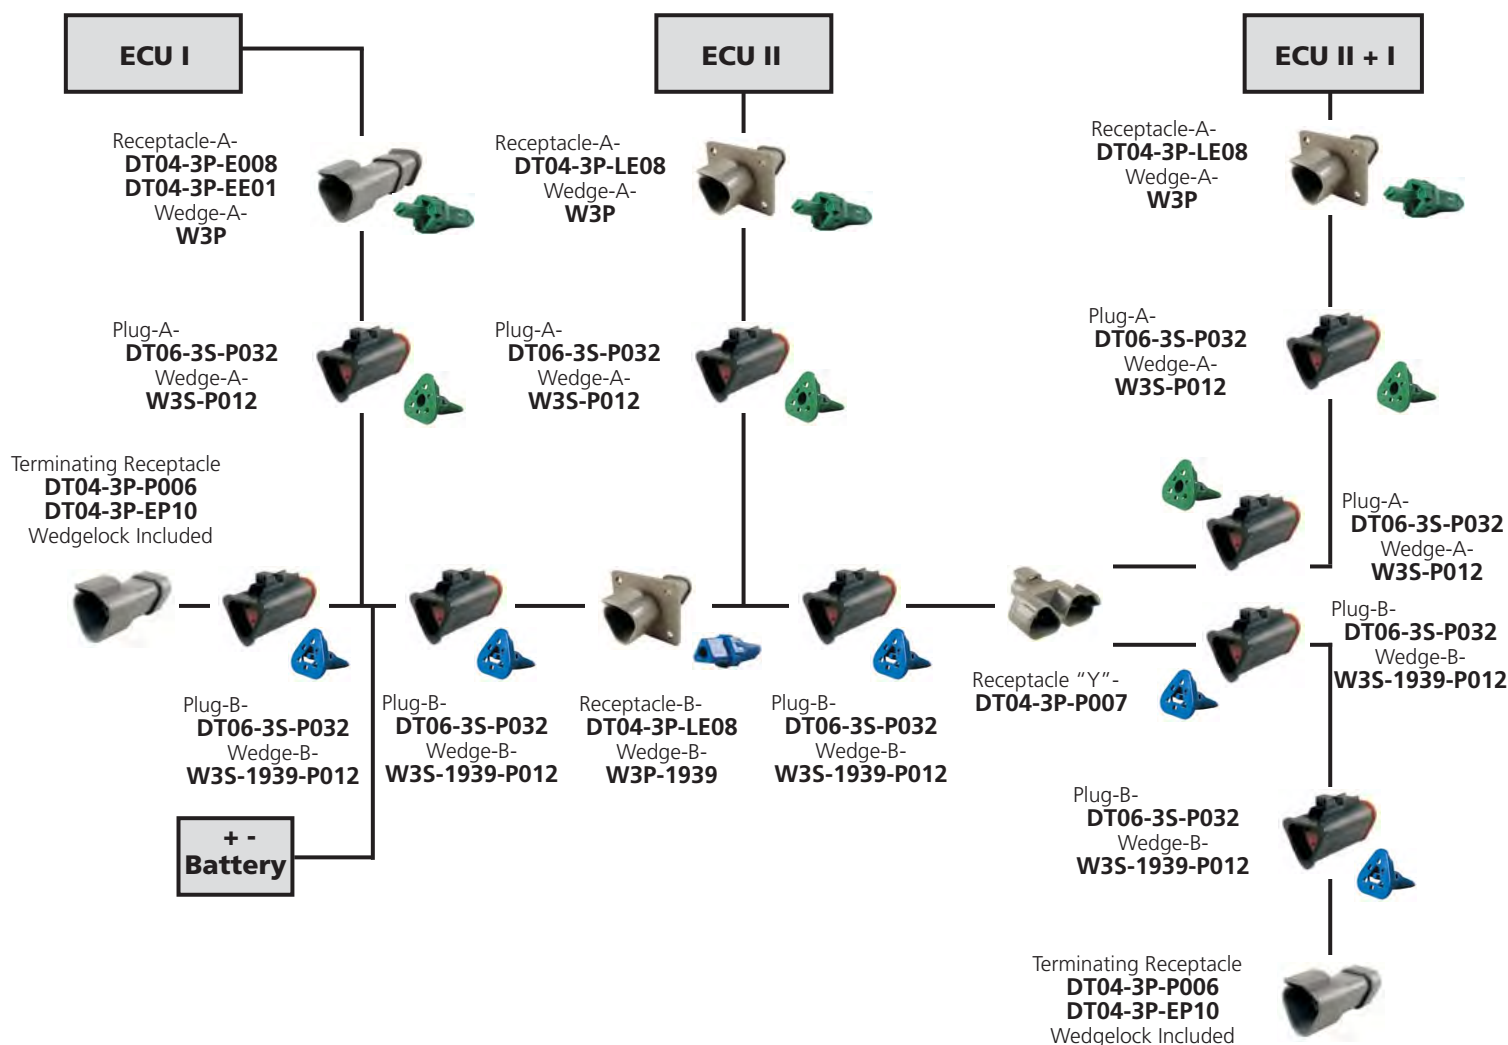 ECU I
ECU II
ECU II + I
Receptacle-A-
DT04-3P-E008
DT04-3P-EE01
Wedge-A-
W3P
Receptacle-A-
DT04-3P-LE08
Wedge-A-
W3P
Receptacle-A-
DT04-3P-LE08
Wedge-A-
W3P
Plug-A-
DT06-3S-P032
Wedge-A-
W3S-P012
Plug-A-
DT06-3S-P032
Wedge-A-
W3S-P012
Plug-A-
DT06-3S-P032
Wedge-A-
W3S-P012
Terminating Receptacle
DT04-3P-P006
DT04-3P-EP10
Wedgelock Included
Plug-A-
DT06-3S-P032
Wedge-A-
W3S-P012
Plug-B-
DT06-3S-P032
Wedge-B-
W3S-1939-P012
Receptacle “Y”-
DT04-3P-P007
Plug-B-
DT06-3S-P032
Wedge-B-
W3S-1939-P012
Plug-B-
DT06-3S-P032
Wedge-B-
W3S-1939-P012
Receptacle-B-
DT04-3P-LE08
Wedge-B-
W3P-1939
Plug-B-
DT06-3S-P032
Wedge-B-
W3S-1939-P012
Plug-B-
DT06-3S-P032
Wedge-B-
W3S-1939-P012
+ -
Battery
Terminating Receptacle
DT04-3P-P006
DT04-3P-EP10
Wedgelock Included